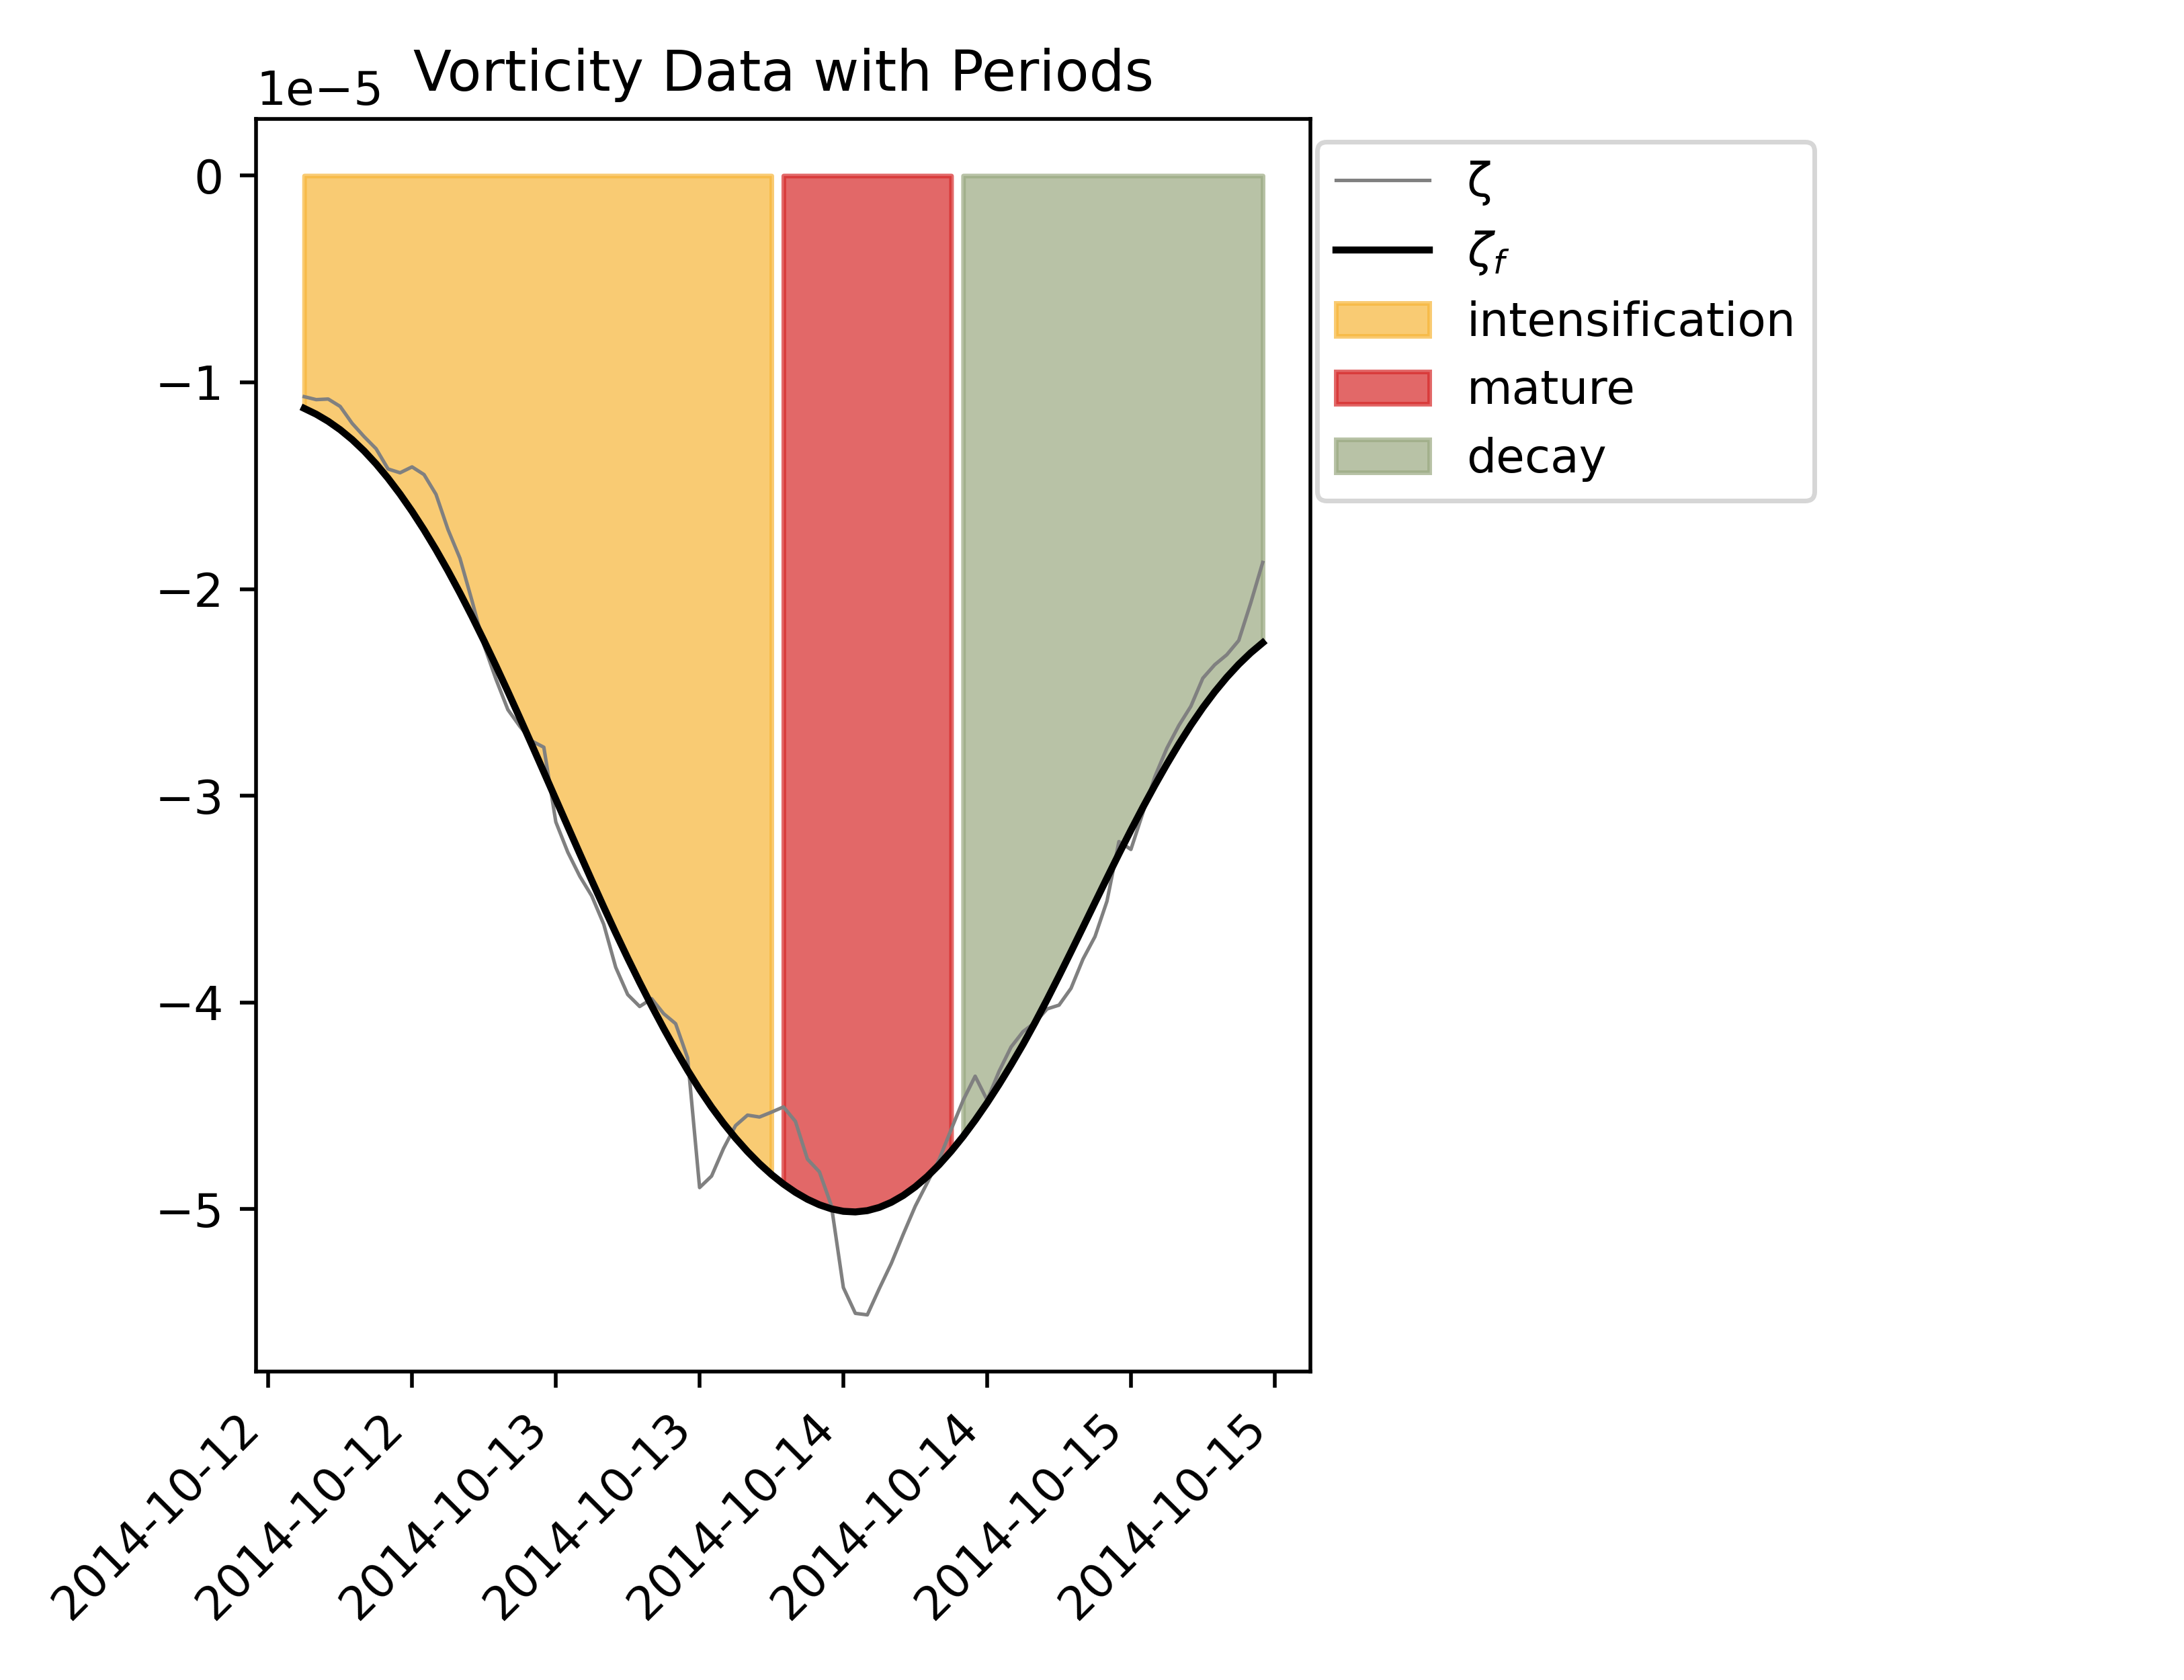 Vorticity Data with Periods
1e−5
0
−1
−2
−3
−4
−5
2014-10-12
2014-10-12
2014-10-13
2014-10-13
2014-10-14
2014-10-14
2014-10-15
2014-10-15
ζ
ζf
intensification
mature
decay